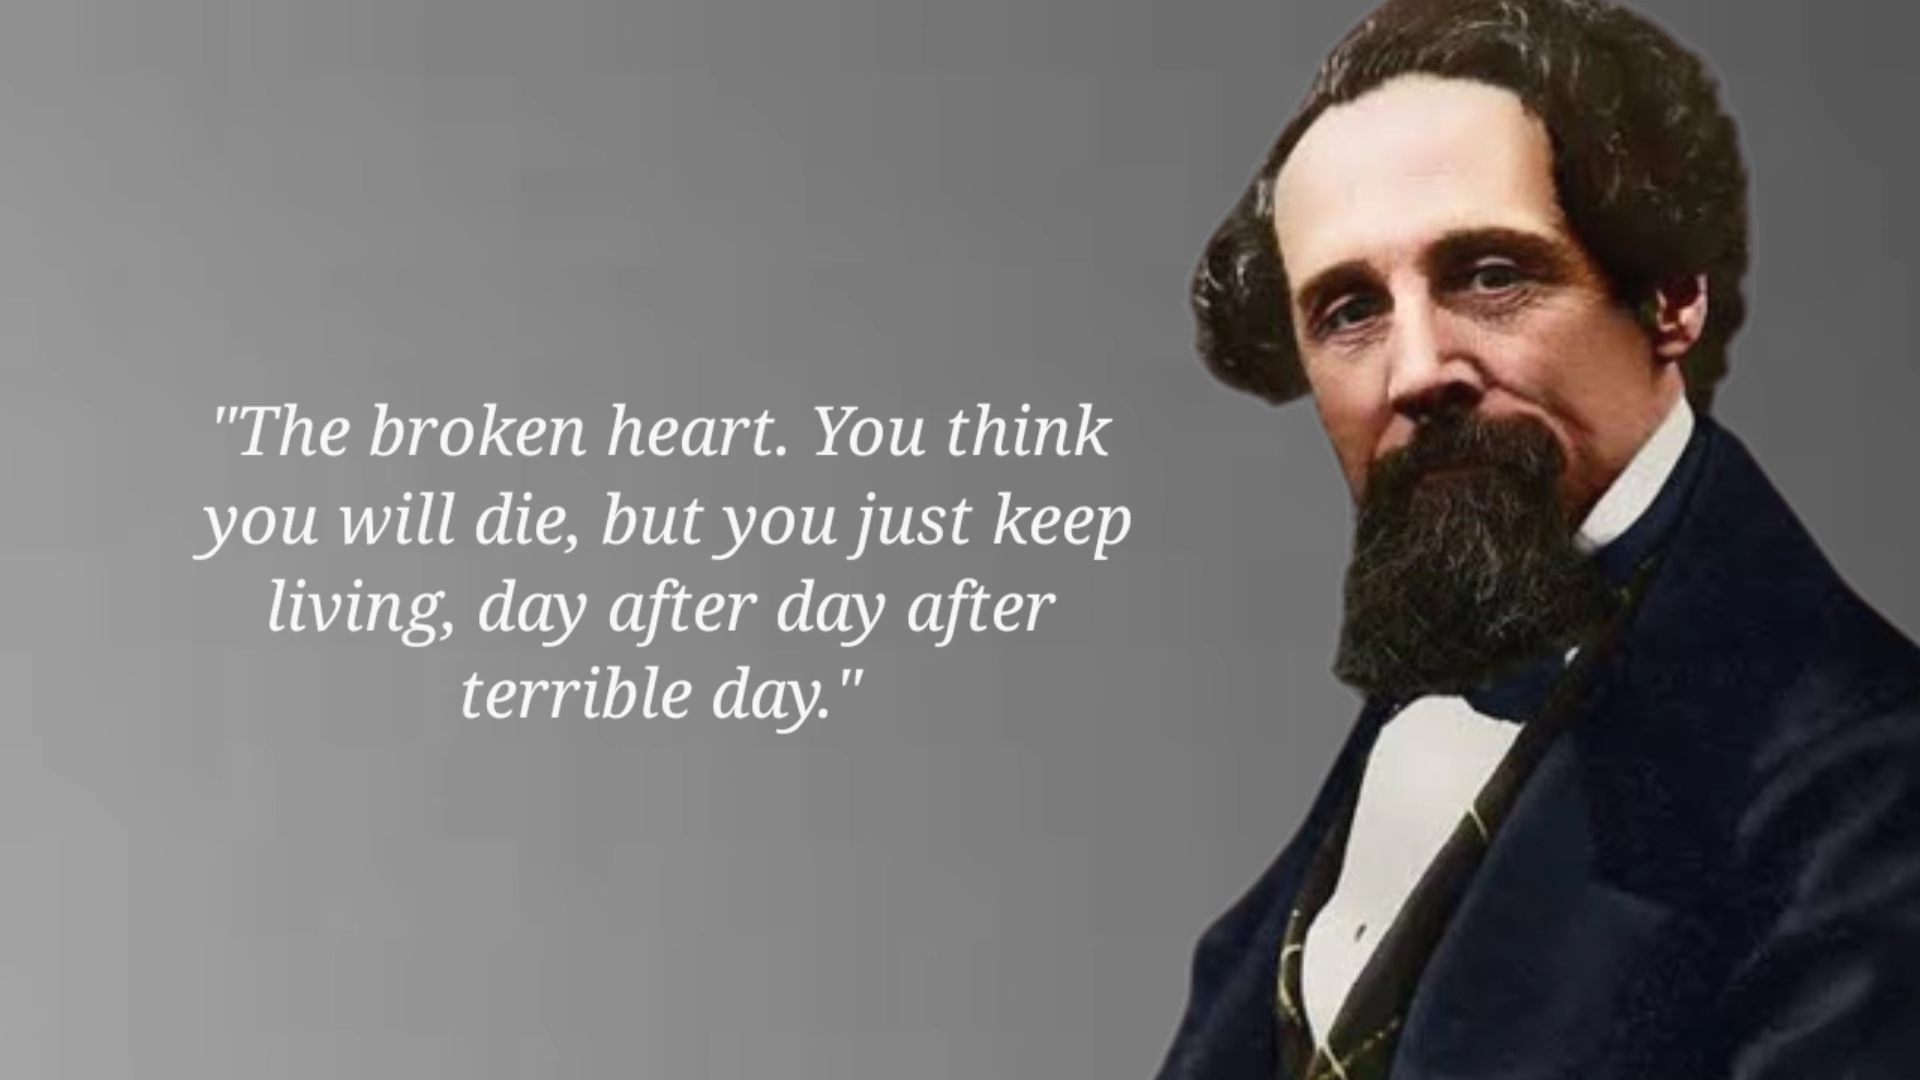 "The broken heart. You think
you will die, but you just keep
living, day after day after
terrible day."